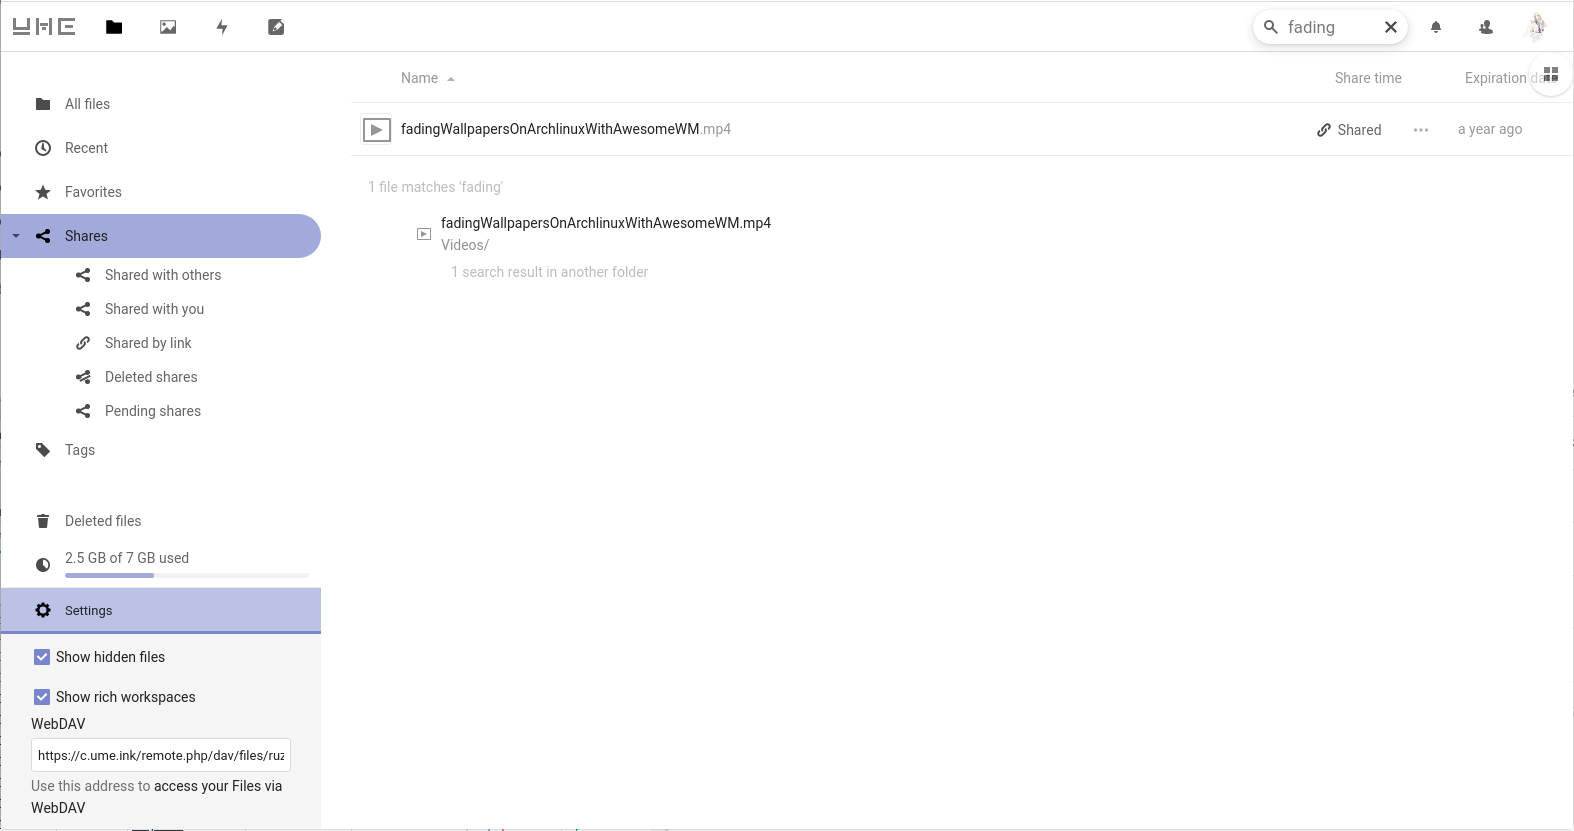 UME
fading
Name
Share time
Expiration
All files
fadingWallpapersOnArchlinuxWithAwesomeWM.mp4
Shared
a year ago
Recent
1 file matches 'fading'
Favorites
fadingWallpapersOnArchlinuxWithAwesomeWM.mp4
Videos/
Shares
1 search result in another folder
Shared with others
Shared with you
Shared by link
Deleted shares
Pending shares
Tags
Deleted files
2.5 GB of 7 GB used
Settings
Show hidden files
Show rich workspaces
WebDAV
https://c.ume.ink/remote.php/dav/files/ruz
Use this address to access your Files via
WebDAV